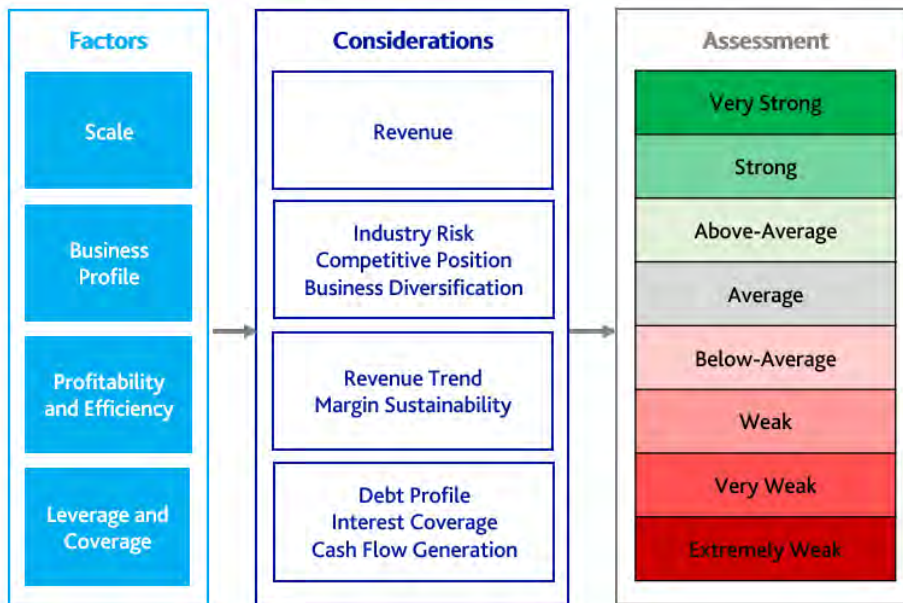 Factors
Scale
Business
Profile
Profitability
and Efficiency
Leverage and
Coverage
Considerations
Revenue
Industry Risk
Competitive Position
Business Diversification
Revenue Trend
Margin Sustainability
Debt Profile
Interest Coverage
Cash Flow Generation
Assessment
Very Strong
Strong
Above-Average
Average
Below-Average
Weak
Very Weak
Extremely Weak